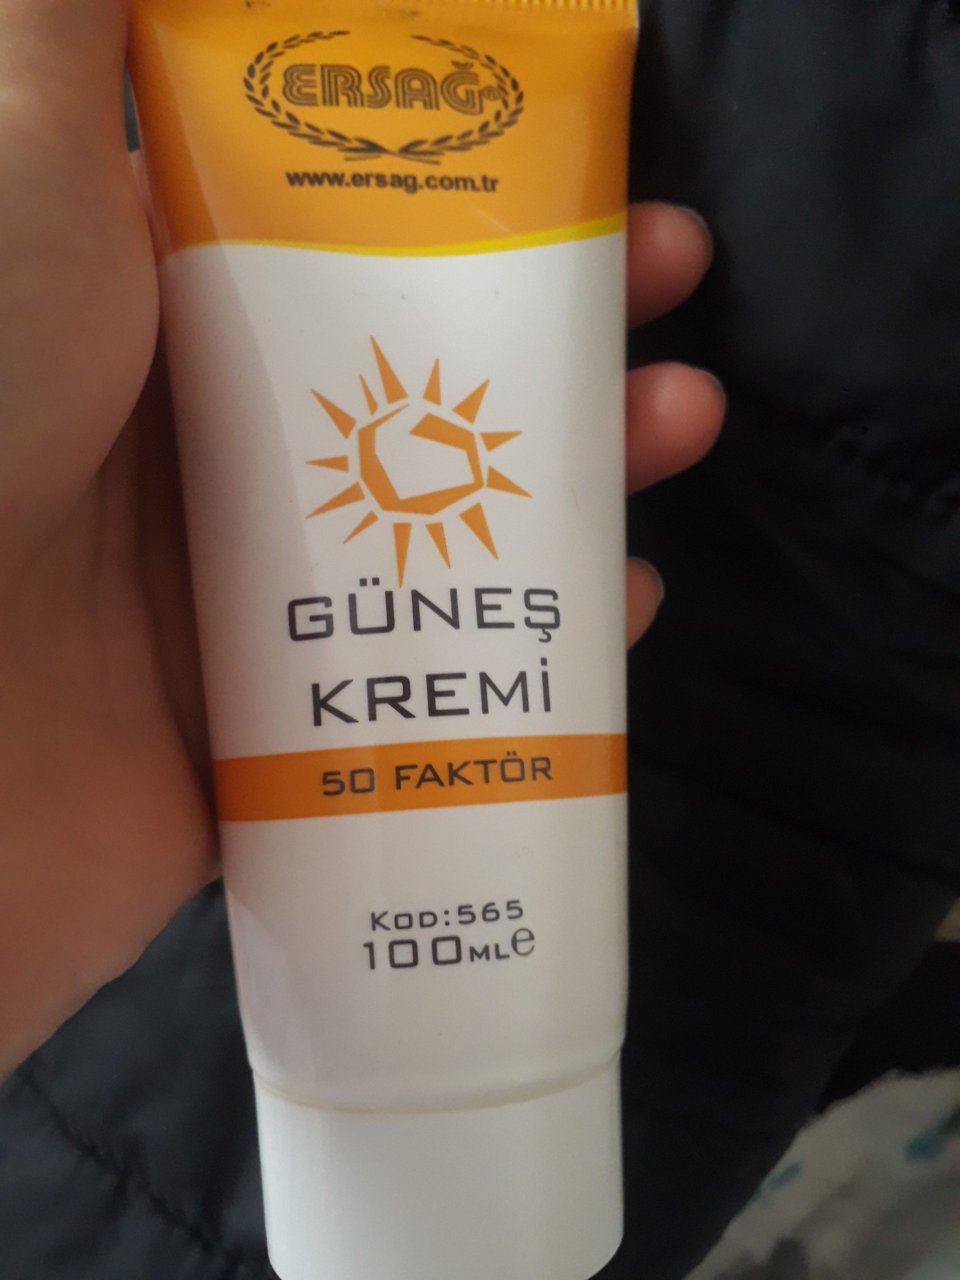 ERSAĞ
www.ersag.com.tr
GÜNEŞ
KREMİ
50 FAKTÖR
KOD:565
100ML℮